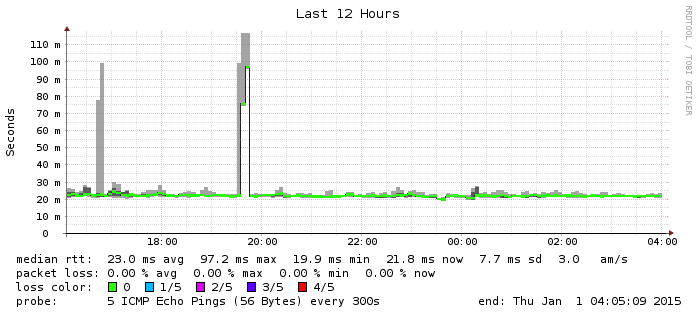 Last 12 Hours
RRDTOOL / TOBI OETIKER
Seconds
110 m
100 m
90 m
80 m
70 m
60 m
50 m
40 m
30 m
20 m
10 m
0
18:00 20:00 22:00 00:00 02:00 04:00
median rtt: 23.0 ms avg 97.2 ms max 19.9 ms min 21.8 ms now 7.7 ms sd 3.0 am/s
packet loss: 0.00 % avg 0.00 % max 0.00 % min 0.00 % now
loss color: 0 1/5 2/5 3/5 4/5
probe: 5 ICMP Echo Pings (56 Bytes) every 300s end: Thu Jan 1 04:05:09 2015